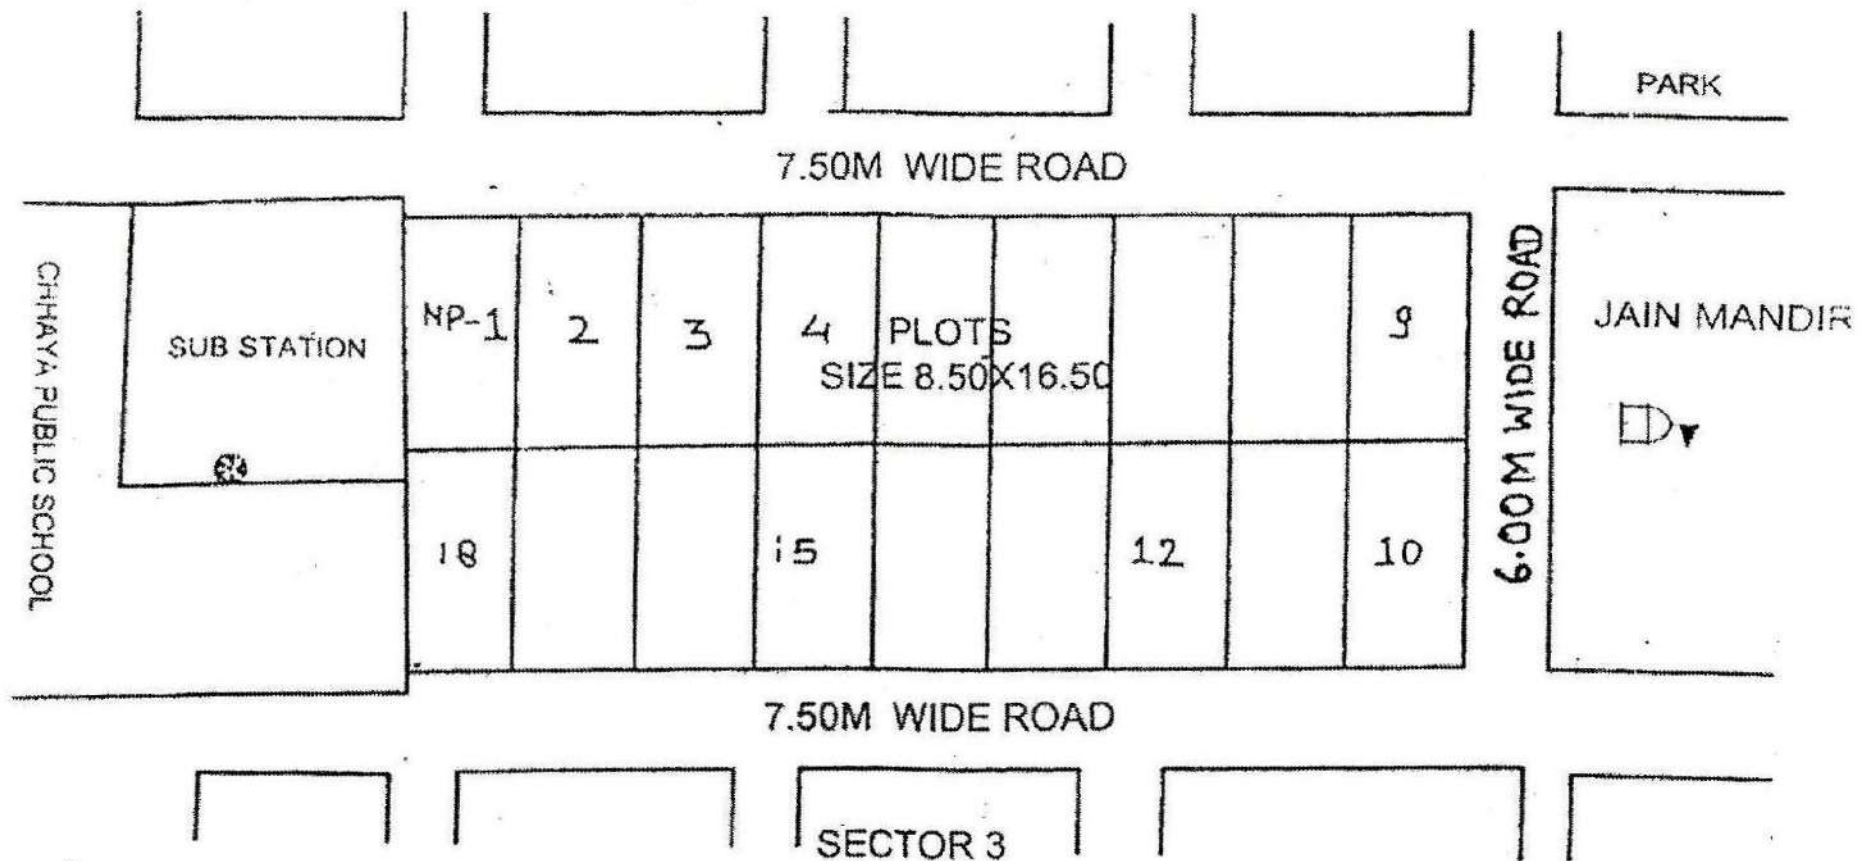 PARK
7.50M WIDE ROAD
CHHAYA PUBLIC SCHOOL
SUB STATION
NP-1
2
3
4
PLOTS
SIZE 8.50X16.50
9
6.00M WIDE ROAD
JAIN MANDIR
18
15
12
10
7.50M WIDE ROAD
SECTOR 3